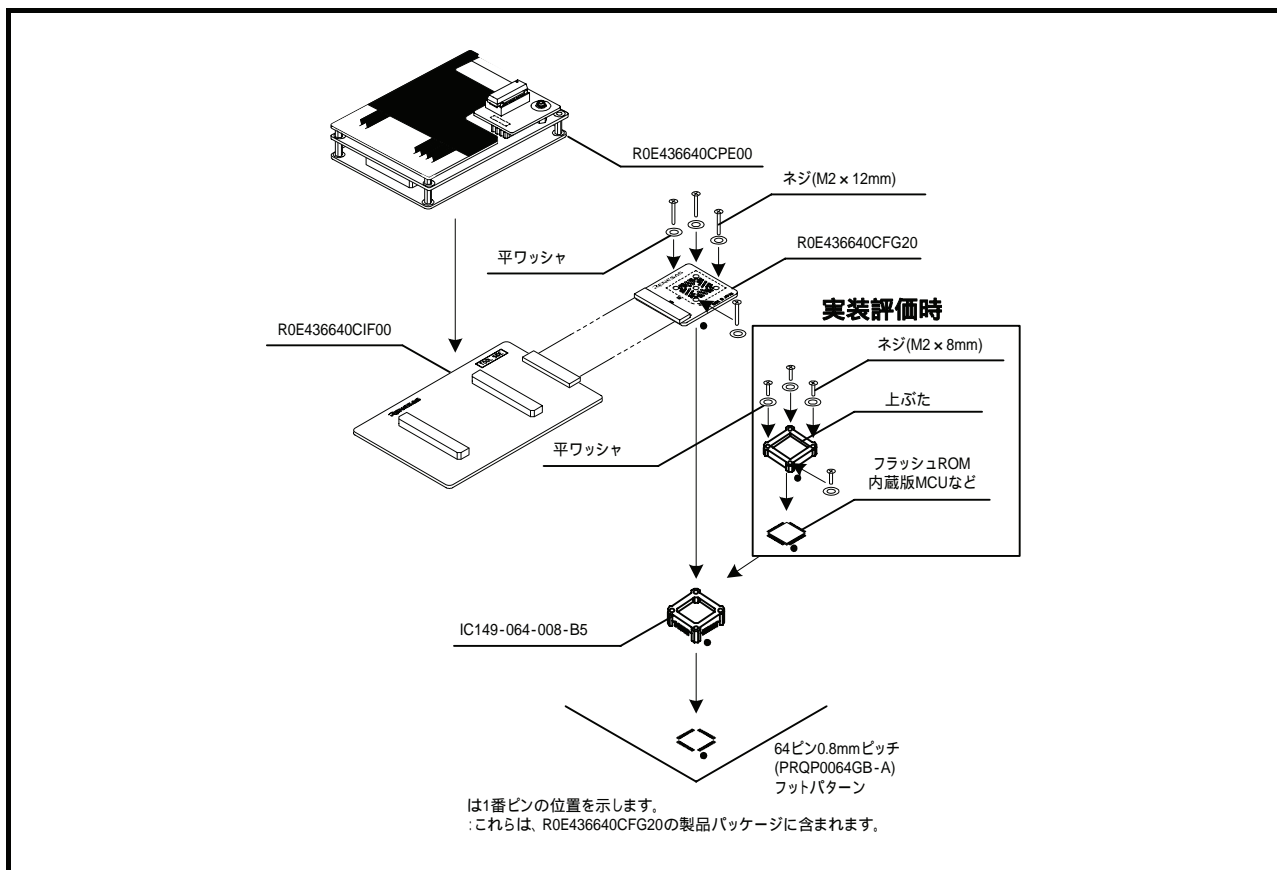 R0E436640CPE00
ネジ(M2 × 12mm)
平ワッシャ
R0E436640CFG20
実装評価時
R0E436640CIF00
ネジ(M2 × 8mm)
上ぶた
平ワッシャ
フラッシュROM
内蔵版MCUなど
IC149-064-008-B5
64ピン0.8mmピッチ
(PRQP0064GB-A)
フットパターン
は1番ピンの位置を示します。
:これらは、R0E436640CFG20の製品パッケージに含まれます。